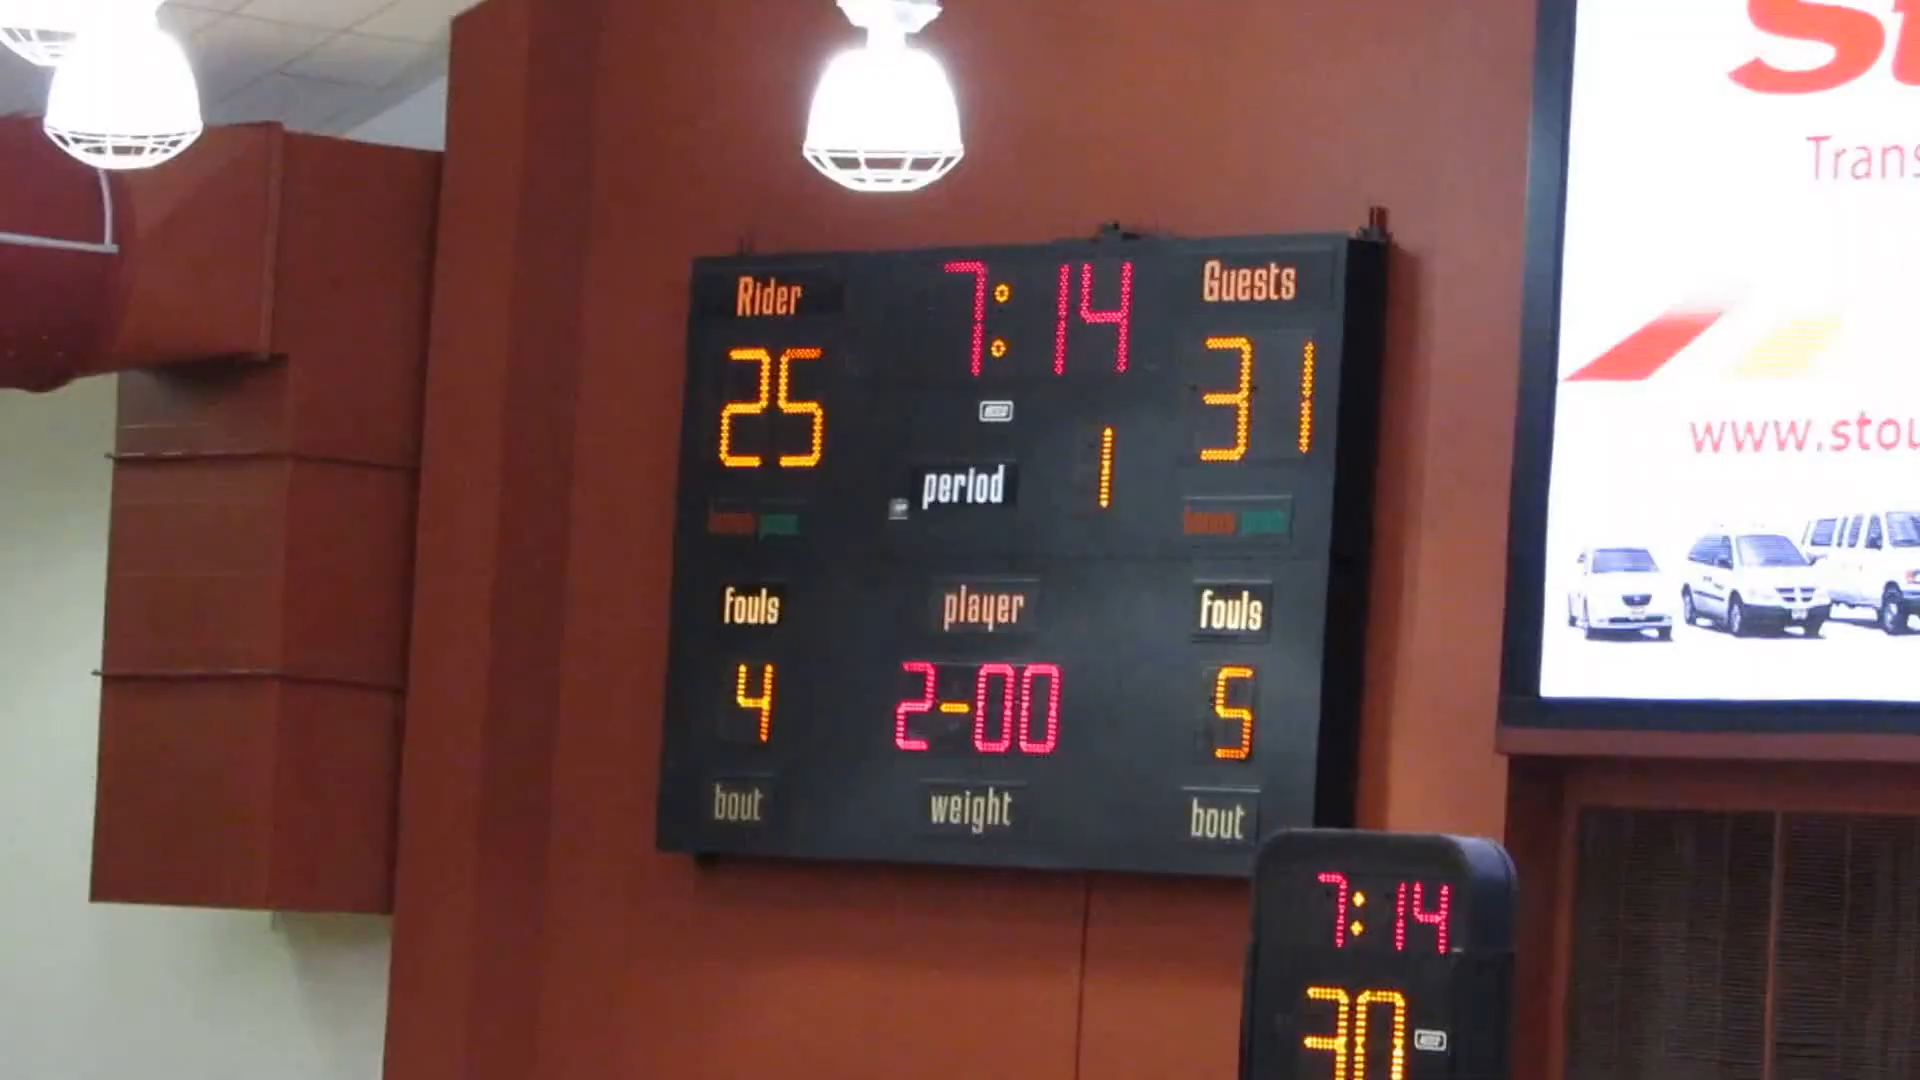 Rider
7:14
Guests
25
31
period
1
fouls
player
fouls
4
2-00
5
bout
weight
bout
7:14
30
Trans
www.stou